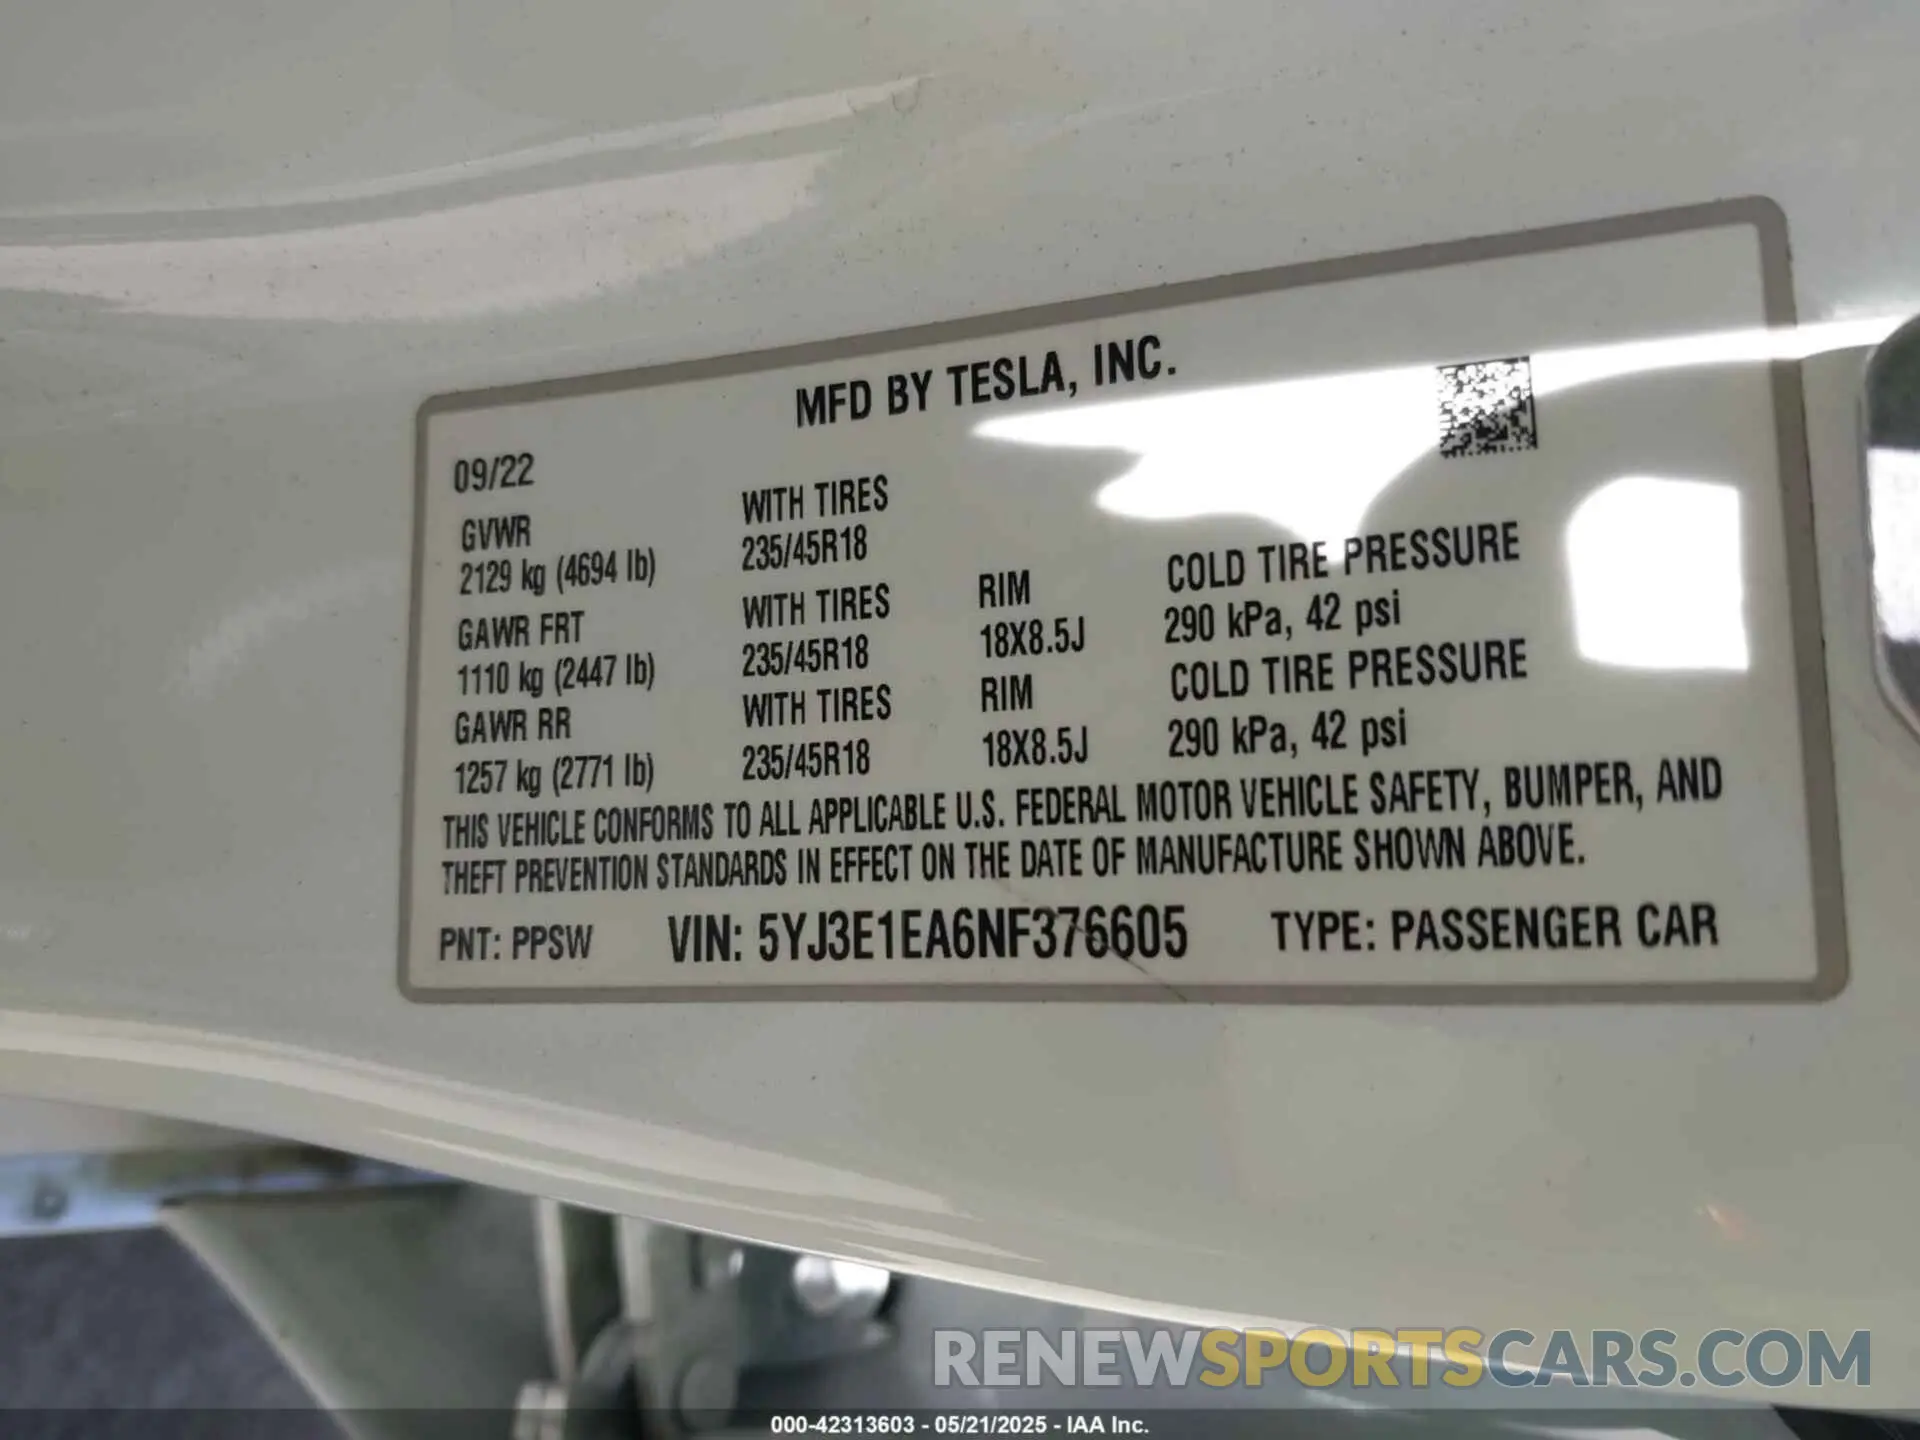 MFD BY TESLA, INC.
09/22
GVWR WITH TIRES
2129 kg (4694 lb) 235/45R18
GAWR FRT WITH TIRES RIM COLD TIRE PRESSURE
1110 kg (2447 lb) 235/45R18 18X8.5J 290 kPa, 42 psi
GAWR RR WITH TIRES RIM COLD TIRE PRESSURE
1257 kg (2771 lb) 235/45R18 18X8.5J 290 kPa, 42 psi
THIS VEHICLE CONFORMS TO ALL APPLICABLE U.S. FEDERAL MOTOR VEHICLE SAFETY, BUMPER, AND
THEFT PREVENTION STANDARDS IN EFFECT ON THE DATE OF MANUFACTURE SHOWN ABOVE.
PNT: PPSW VIN: 5YJ3E1EA6NF376605 TYPE: PASSENGER CAR
RENEWSPORTSCARS.COM
000-42313603 - 05/21/2025 - IAA Inc.